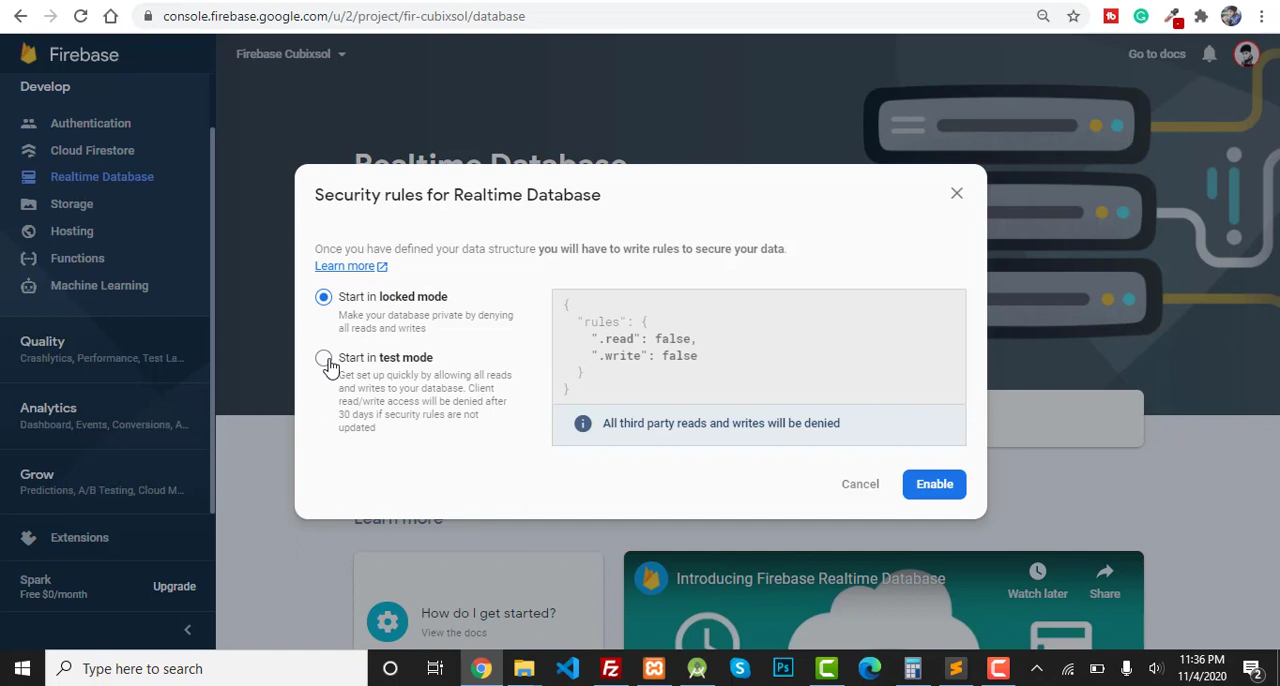 console.firebase.google.com/u/2/project/fir-cubixsol/database
Firebase
Firebase Cubixsol
Go to docs
Develop
Authentication
Cloud Firestore
Realtime Database
Storage
Hosting
Functions
Machine Learning
Quality
Crashlytics, Performance, Test La...
Analytics
Dashboard, Events, Conversions, A...
Grow
Predictions, A/B Testing, Cloud M...
Extensions
Spark
Free $0/month
Upgrade
Realtime Database
Security rules for Realtime Database
Once you have defined your data structure you will have to write rules to secure your data.
Learn more
Start in locked mode
Make your database private by denying
all reads and writes
Start in test mode
Get set up quickly by allowing all reads
and writes to your database. Client
read/write access will be denied after
30 days if security rules are not
updated
{
"rules": {
".read": false,
".write": false
}
}
All third party reads and writes will be denied
Cancel
Enable
Learn more
How do I get started?
View the docs
Introducing Firebase Realtime Database
Watch later
Share
Type here to search
11:36 PM
11/4/2020
2